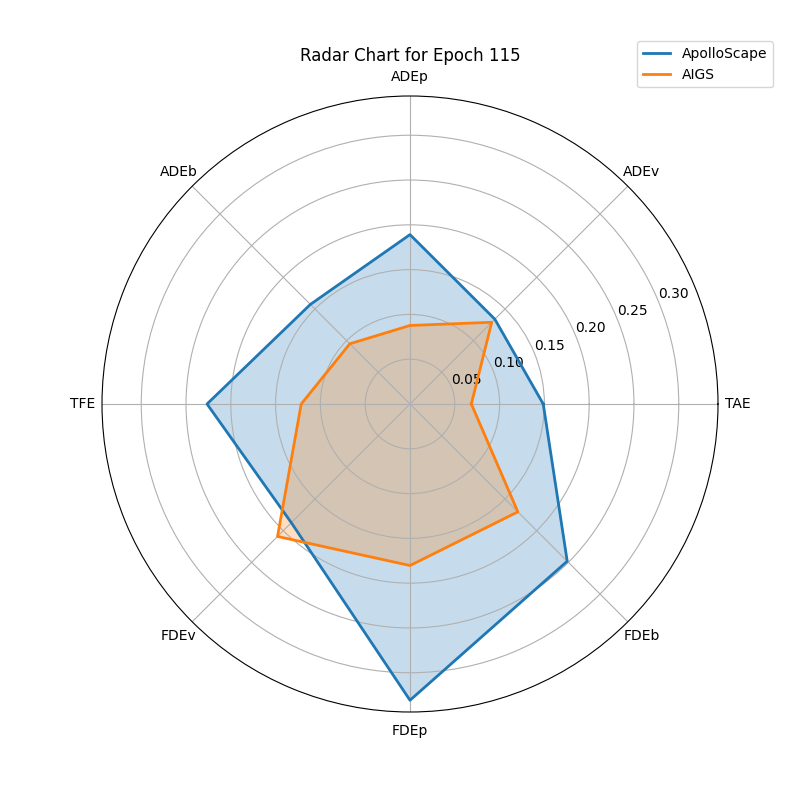 Radar Chart for Epoch 115
ApolloScape
AIGS
ADEp
ADEb
ADEv
0.30
0.25
0.20
0.15
0.10
0.05
TFE
TAE
FDEv
FDEb
FDEp